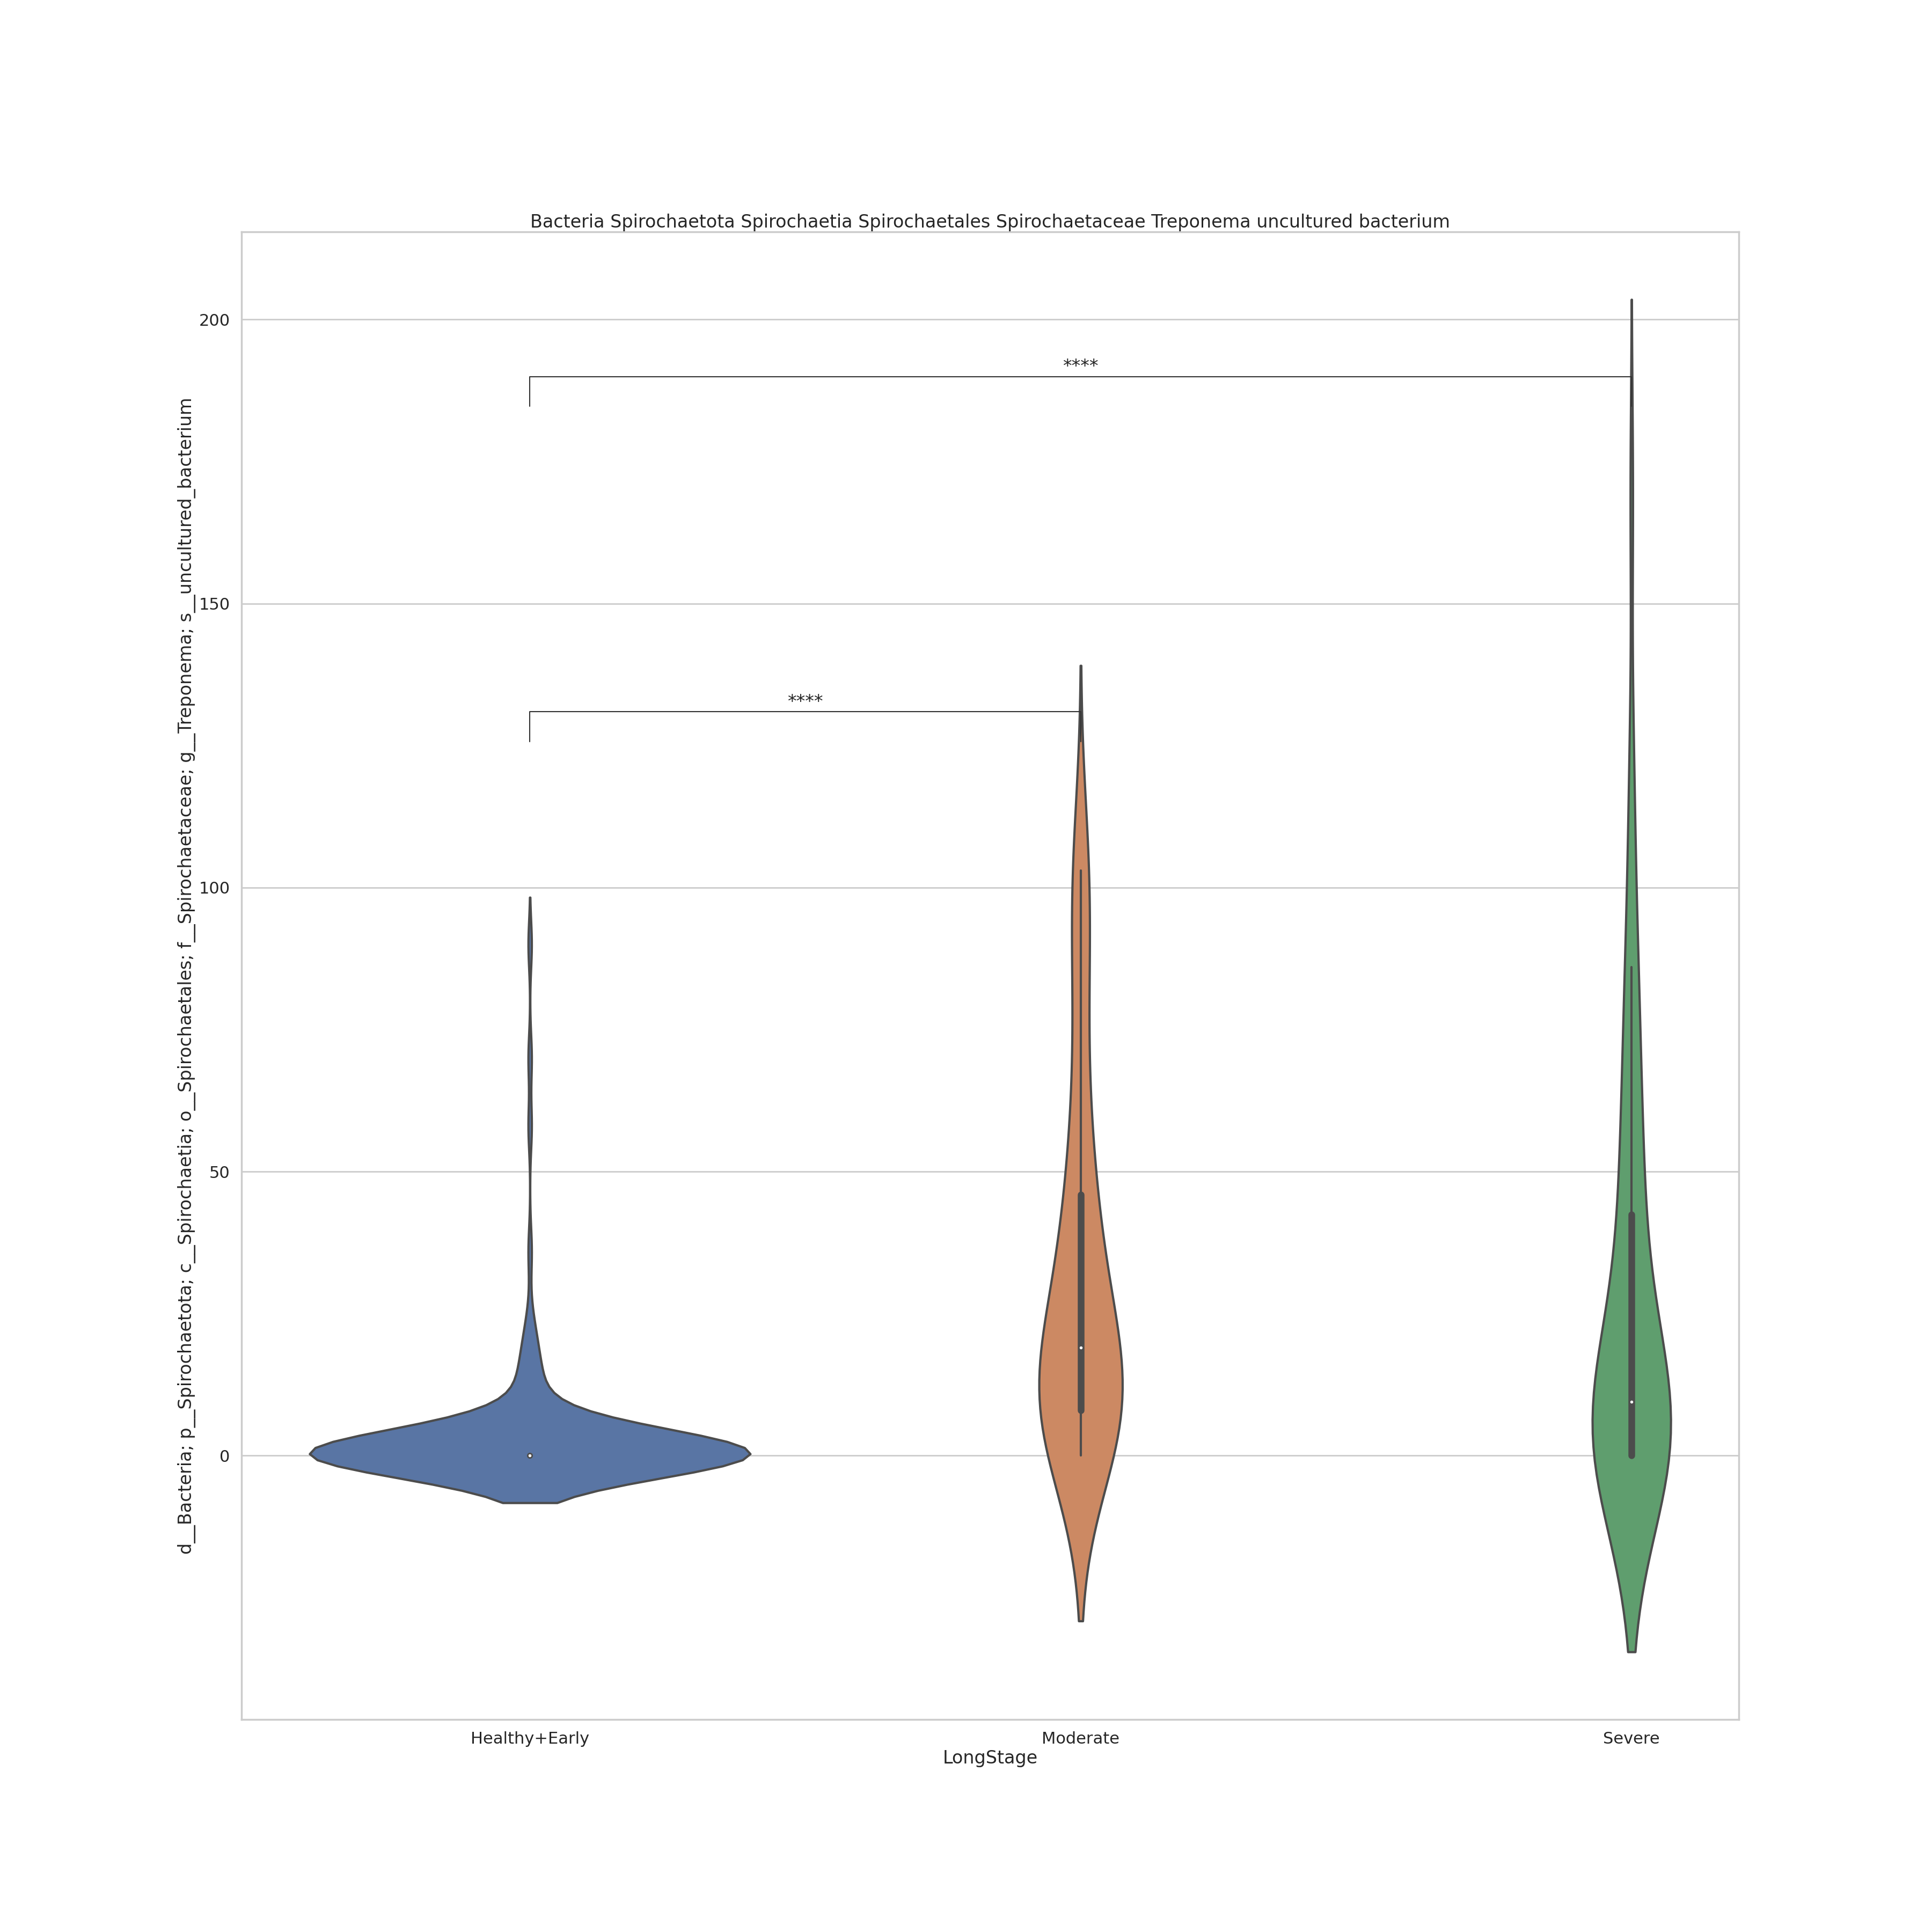 Bacteria Spirochaetota Spirochaetia Spirochaetales Spirochaetaceae Treponema uncultured bacterium
d__Bacteria; p__Spirochaetota; c__Spirochaetia; o__Spirochaetales; f__Spirochaetaceae; g__Treponema; s__uncultured_bacterium
200
150
100
50
0
****
****
Healthy+Early
Moderate
Severe
LongStage